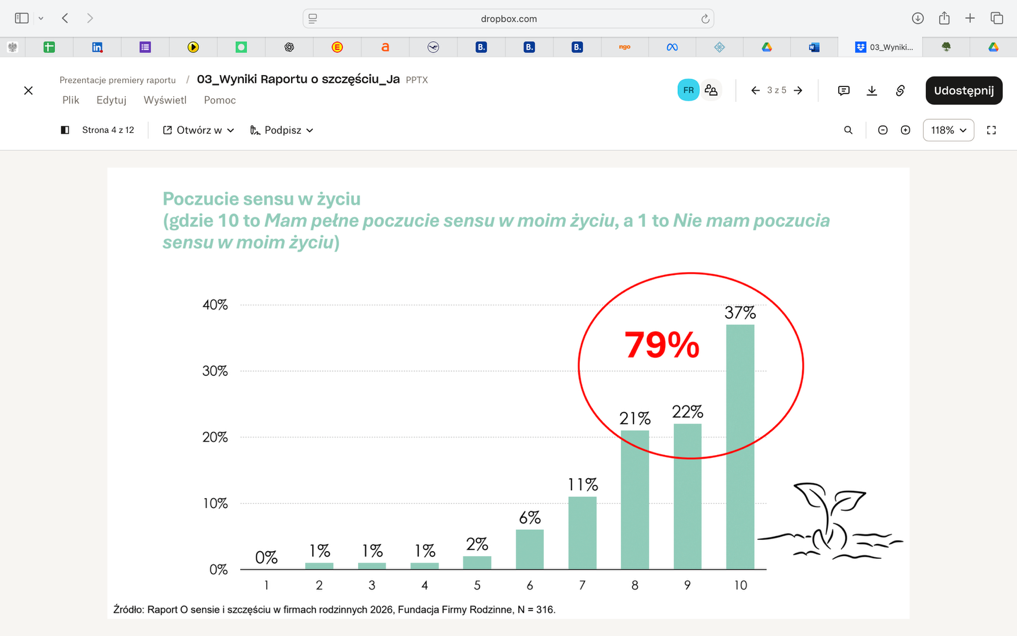 dropbox.com
B.
B.
B.
ngo
03_Wyniki...
Prezentacje premiery raportu / 03_Wyniki Raportu o szczęściu_Ja PPTX
Plik Edytuj Wyświetl Pomoc
FR
3 z 5
Udostępnij
Strona 4 z 12
Otwórz w
Podpisz
118%
Poczucie sensu w życiu
(gdzie 10 to Mam pełne poczucie sensu w moim życiu, a 1 to Nie mam poczucia
sensu w moim życiu)
40%
30%
20%
10%
0%
79%
0%
1%
1%
1%
2%
6%
11%
21%
22%
37%
1 2 3 4 5 6 7 8 9 10
Źródło: Raport O sensie i szczęściu w firmach rodzinnych 2026, Fundacja Firmy Rodzinne, N = 316.